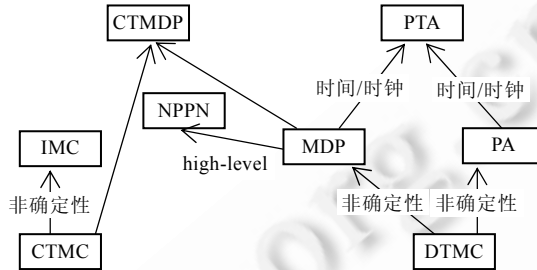 CTMDP
PTA
时间/时钟
时间/时钟
NPPN
IMC
MDP
PA
high-level
非确定性
非确定性
非确定性
CTMC
DTMC